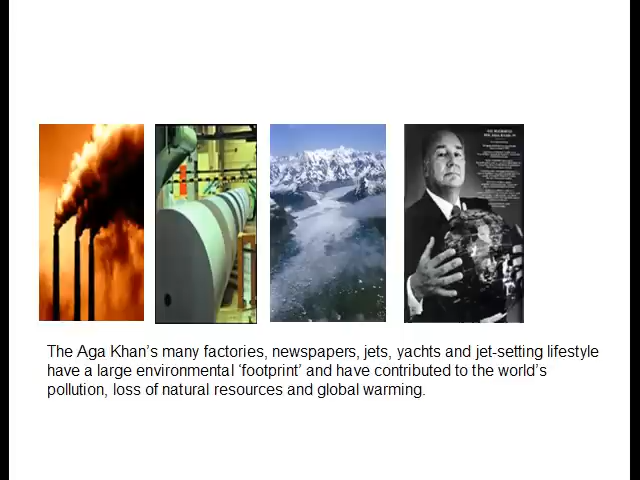 The Aga Khan’s many factories, newspapers, jets, yachts and jet-setting lifestyle
have a large environmental ‘footprint’ and have contributed to the world’s
pollution, loss of natural resources and global warming.